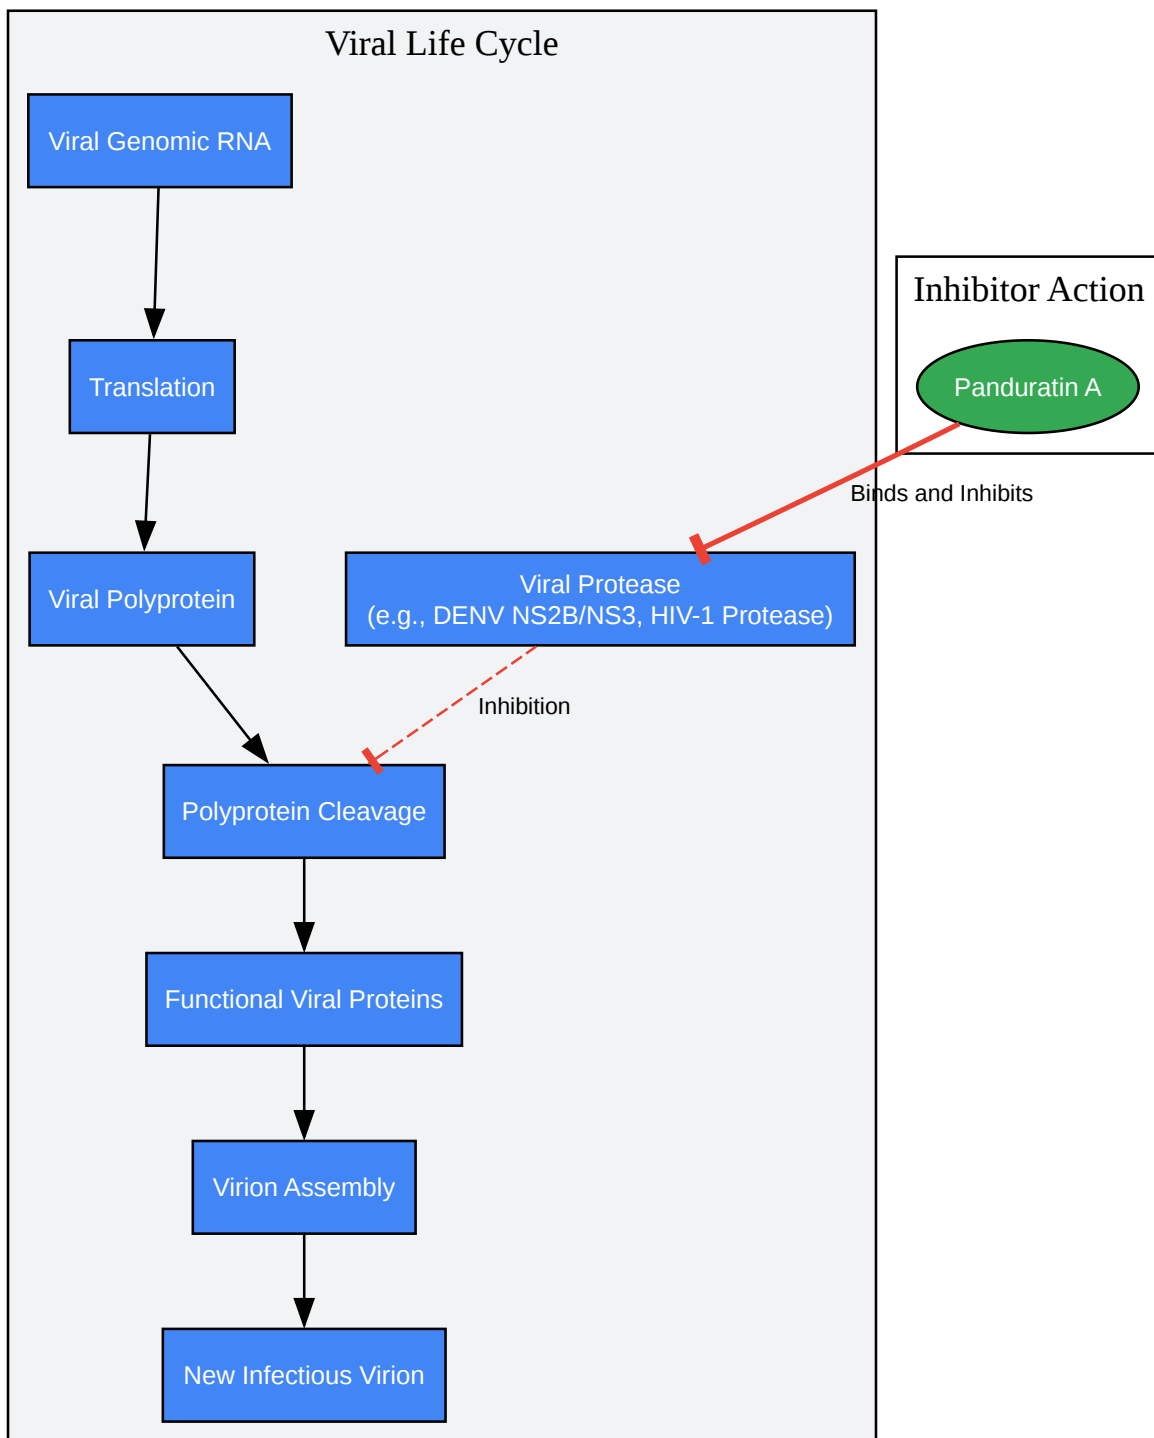 Viral Life Cycle
Viral Genomic RNA
Inhibitor Action
Translation
Panduratin A
Binds and Inhibits
Viral Polyprotein
Viral Protease
(e.g., DENV NS2B/NS3, HIV-1 Protease)
Inhibition
Polyprotein Cleavage
Functional Viral Proteins
Virion Assembly
New Infectious Virion